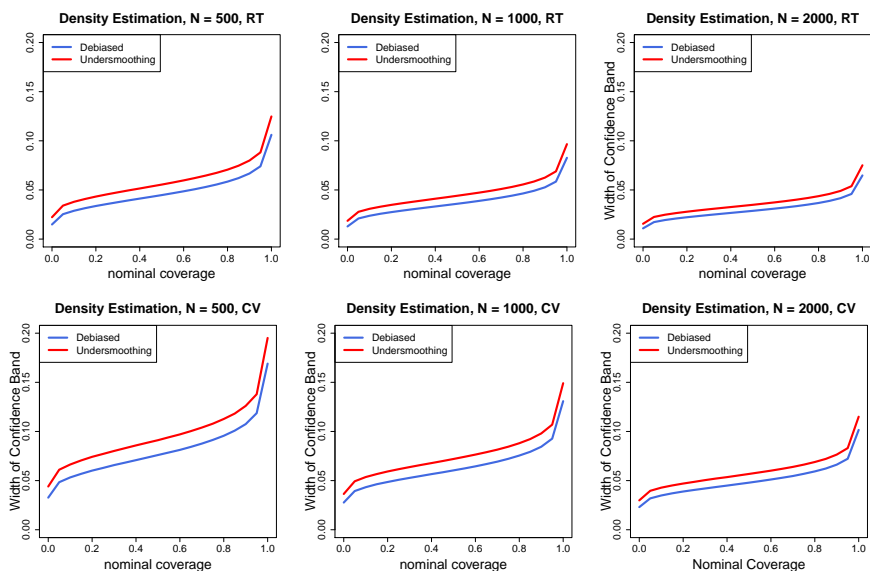 Density Estimation, N = 500, RT
0.00 0.05 0.10 0.15 0.20
Debiased
Undersmoothing
0.0 0.2 0.4 0.6 0.8 1.0
nominal coverage
Density Estimation, N = 1000, RT
0.00 0.05 0.10 0.15 0.20
Debiased
Undersmoothing
0.0 0.2 0.4 0.6 0.8 1.0
nominal coverage
Density Estimation, N = 2000, RT
Width of Confidence Band
0.00 0.05 0.10 0.15 0.20
Debiased
Undersmoothing
0.0 0.2 0.4 0.6 0.8 1.0
nominal coverage
Density Estimation, N = 500, CV
Width of Confidence Band
0.00 0.05 0.10 0.15 0.20
Debiased
Undersmoothing
0.0 0.2 0.4 0.6 0.8 1.0
nominal coverage
Density Estimation, N = 1000, CV
Width of Confidence Band
0.00 0.05 0.10 0.15 0.20
Debiased
Undersmoothing
0.0 0.2 0.4 0.6 0.8 1.0
nominal coverage
Density Estimation, N = 2000, CV
Width of Confidence Band
0.00 0.05 0.10 0.15 0.20
Debiased
Undersmoothing
0.0 0.2 0.4 0.6 0.8 1.0
Nominal Coverage